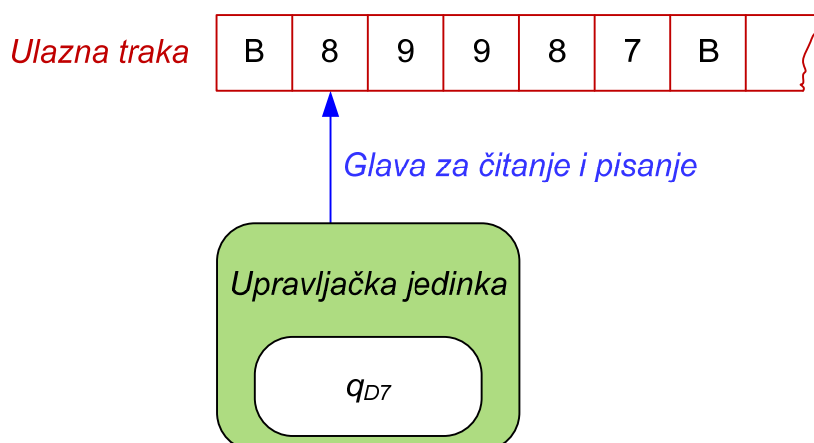 Ulazna traka B 8 9 9 8 7 B
Glava za čitanje i pisanje
Upravljačka jedinka
qD7